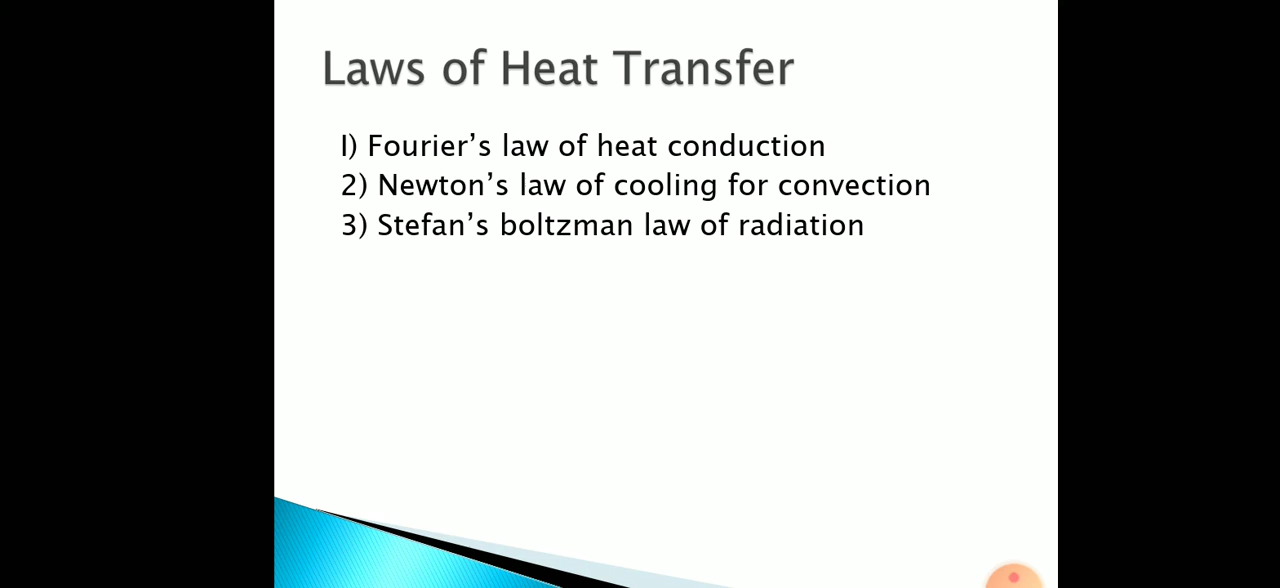 Laws of Heat Transfer
1) Fourier’s law of heat conduction
2) Newton’s law of cooling for convection
3) Stefan’s boltzman law of radiation